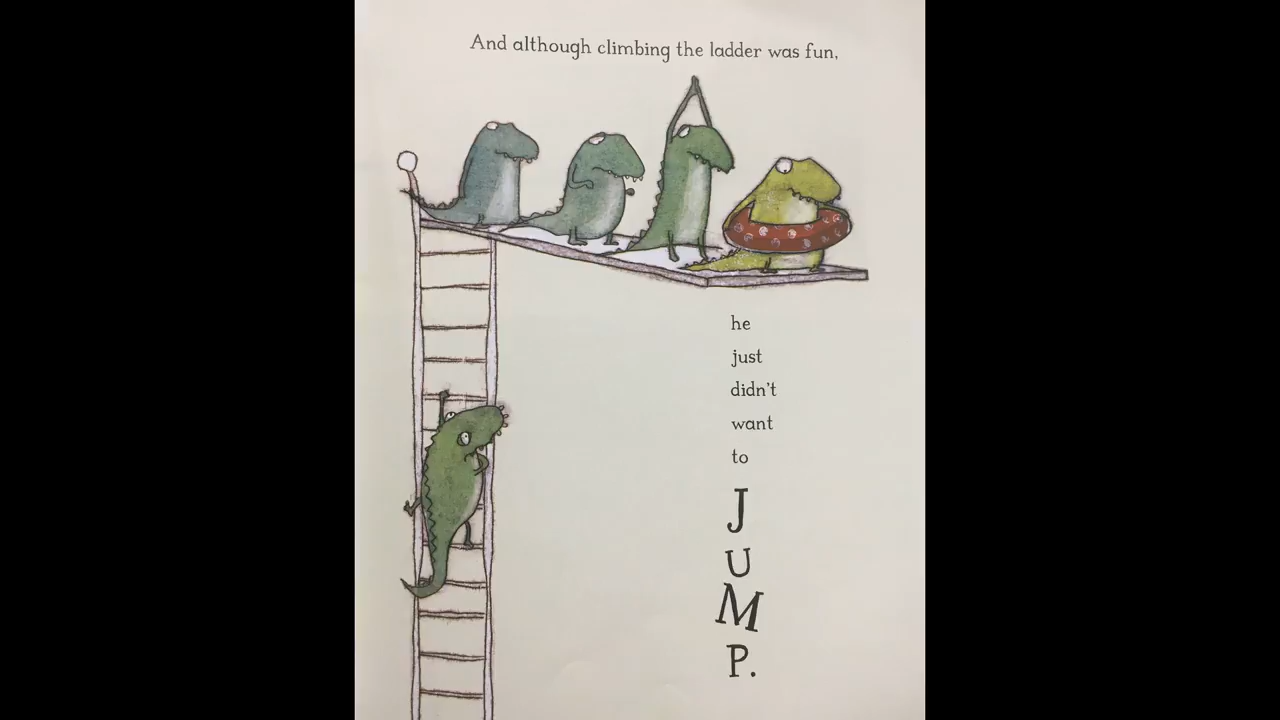 And although climbing the ladder was fun,
he
just
didn't
want
to
J
U
M
P.